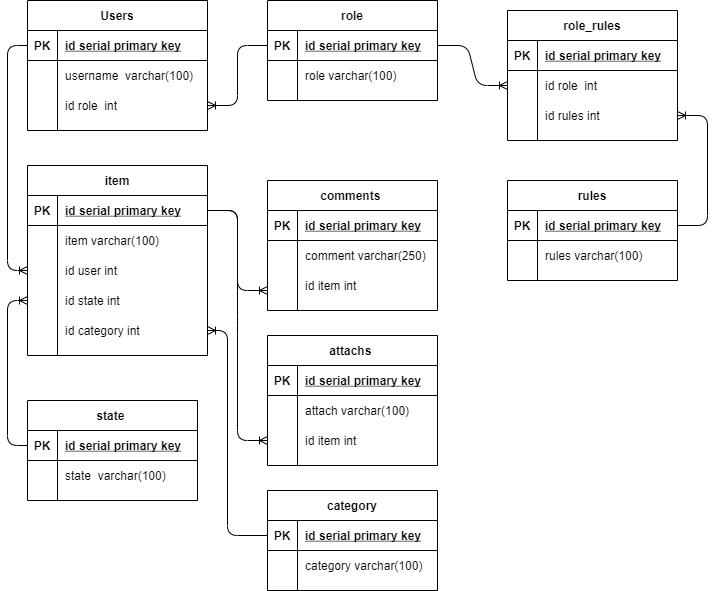 Users
PK id serial primary key
username  varchar(100)
id role  int
role
PK id serial primary key
role varchar(100)
role_rules
PK id serial primary key
id role  int
id rules int
item
PK id serial primary key
item varchar(100)
id user int
id state int
id category int
comments
PK id serial primary key
comment varchar(250)
id item int
rules
PK id serial primary key
rules varchar(100)
attachs
PK id serial primary key
attach varchar(100)
id item int
state
PK id serial primary key
state  varchar(100)
category
PK id serial primary key
category varchar(100)